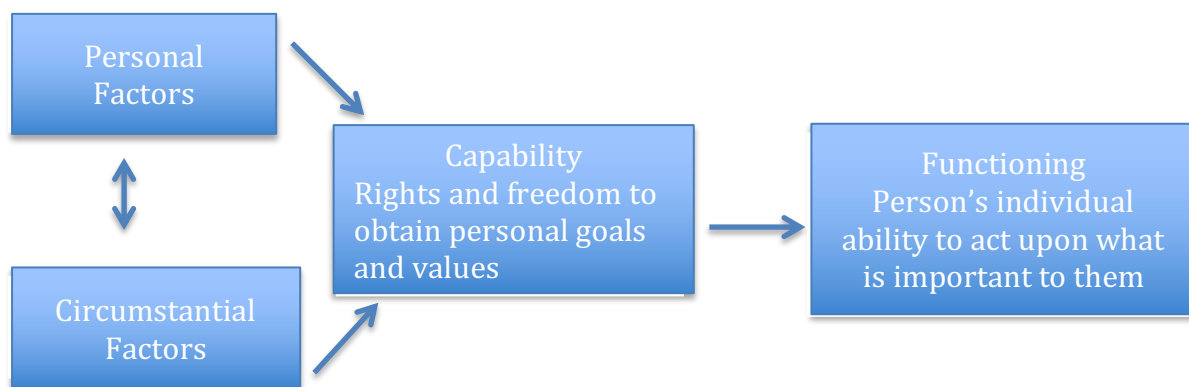 Personal
Factors
Capability
Rights and freedom to
obtain personal goals
and values
Functioning
Person’s individual
ability to act upon what
is important to them
Circumstantial
Factors